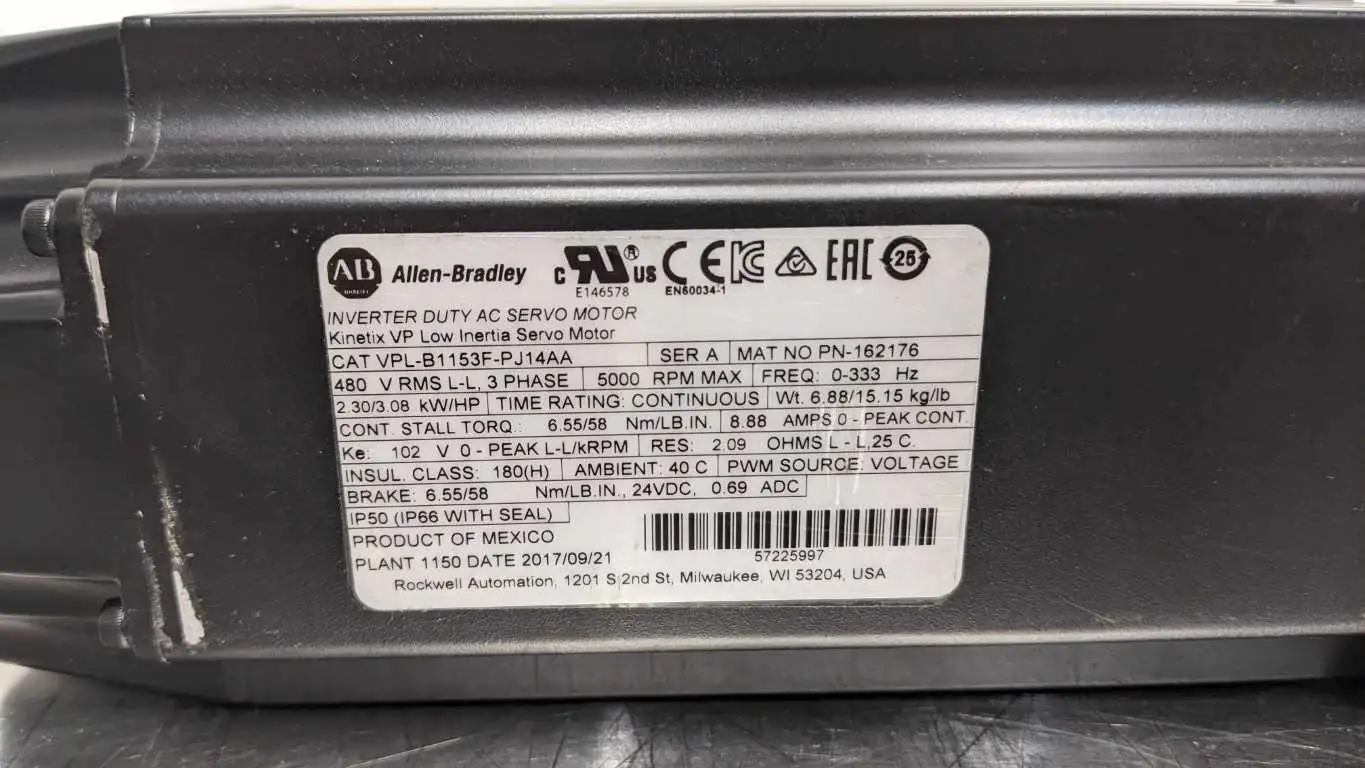 AB
Allen-Bradley
c RU ® US CE KC EAC 25
E146578
EN60034-1
INVERTER DUTY AC SERVO MOTOR
Kinetix VP Low Inertia Servo Motor
CAT VPL-B1153F-PJ14AA SER A MAT NO PN-162176
480 V RMS L-L, 3 PHASE 5000 RPM MAX FREQ: 0-333 Hz
2.30/3.08 kW/HP TIME RATING: CONTINUOUS Wt. 6.88/15.15 kg/lb
CONT. STALL TORQ.: 6.55/58 Nm/LB.IN. 8.88 AMPS 0 - PEAK CONT.
Ke: 102 V 0 - PEAK L-L/kRPM RES: 2.09 OHMS L - L,25 C.
INSUL. CLASS: 180(H) AMBIENT: 40 C PWM SOURCE: VOLTAGE
BRAKE: 6.55/58 Nm/LB.IN., 24VDC, 0.69 ADC
IP50 (IP66 WITH SEAL)
PRODUCT OF MEXICO
PLANT 1150 DATE 2017/09/21
57225997
Rockwell Automation, 1201 S 2nd St, Milwaukee, WI 53204, USA